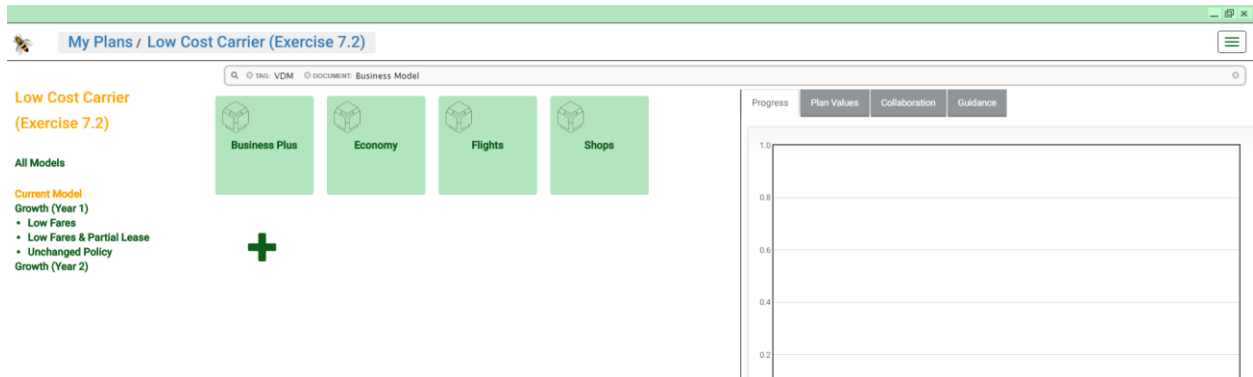 My Plans / Low Cost Carrier (Exercise 7.2)
TAG: VDM DOCUMENT: Business Model
Low Cost Carrier
(Exercise 7.2)
All Models
Current Model
Growth (Year 1)
• Low Fares
• Low Fares & Partial Lease
• Unchanged Policy
Growth (Year 2)
Business Plus
Economy
Flights
Shops
Progress
Plan Values
Collaboration
Guidance
1.0
0.8
0.6
0.4
0.2